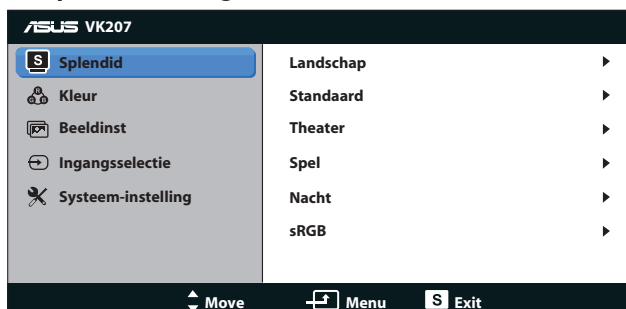 ASUS VK207
S Splendid
Kleur
Beeldinst
Ingangsselectie
Systeem-instelling
Landschap
Standaard
Theater
Spel
Nacht
sRGB
Move Menu S Exit